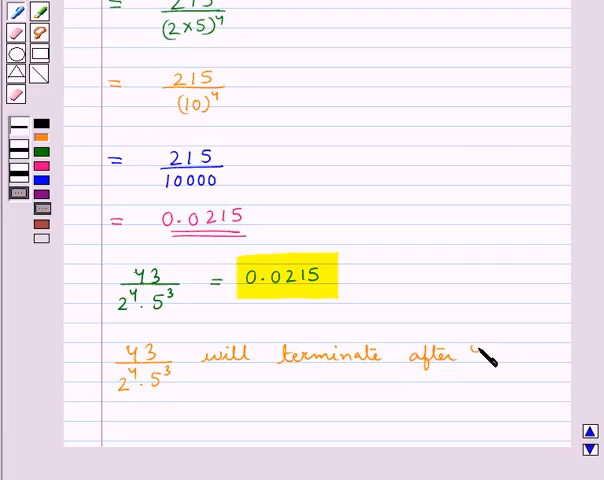 = 215/(2×5)⁴
= 215/(10)⁴
= 215/10000
= 0.0215
43/2⁴·5³ = 0.0215
43/2⁴·5³ will terminate after